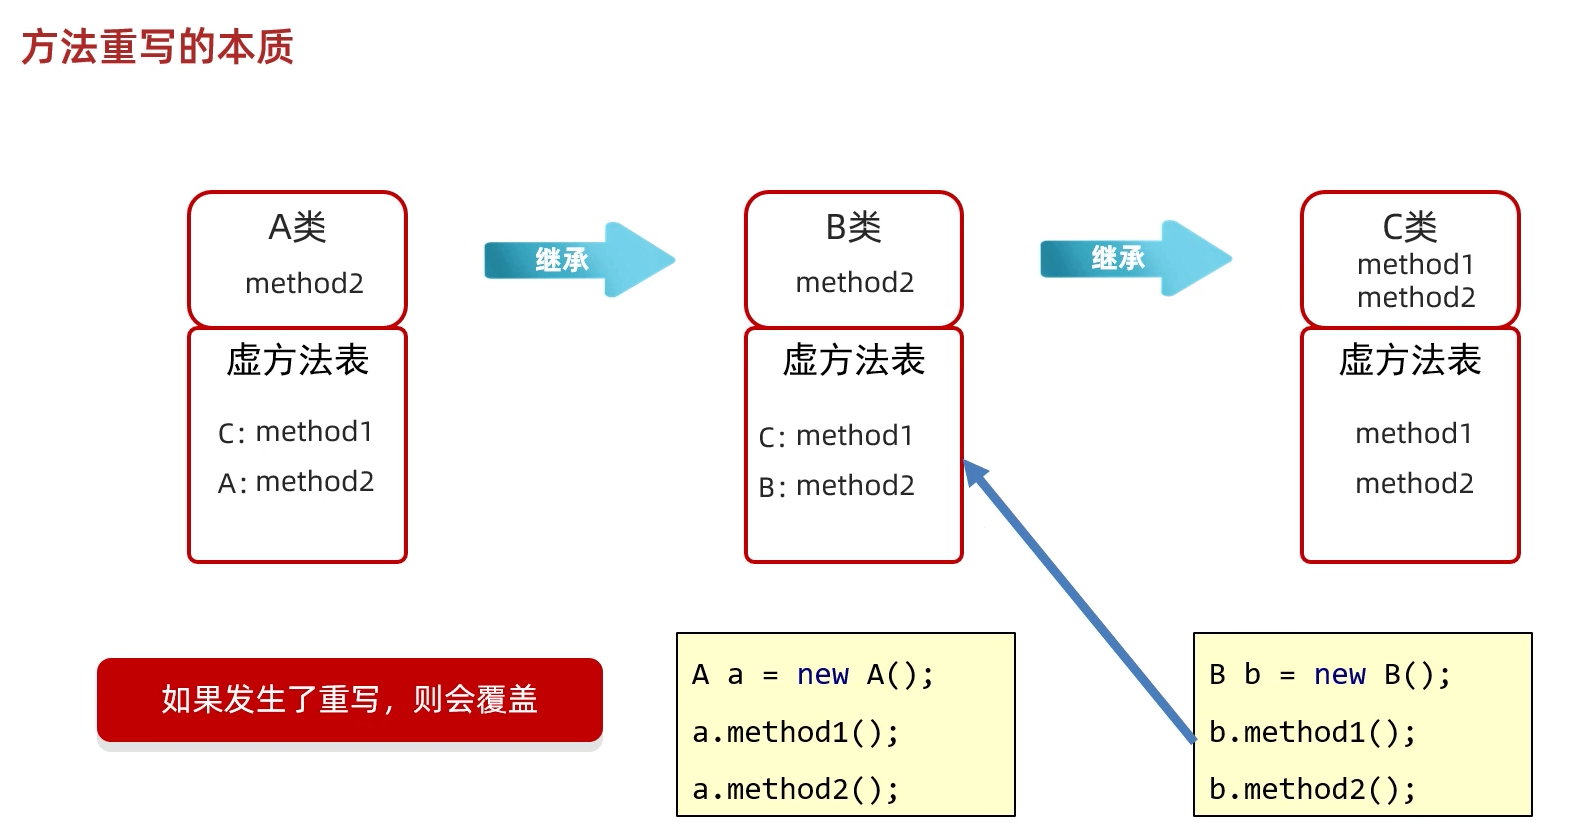 方法重写的本质
A类
method2
虚方法表
C: method1
A: method2
继承
B类
method2
虚方法表
C: method1
B: method2
继承
C类
method1
method2
虚方法表
method1
method2
如果发生了重写，则会覆盖
A a = new A();
a.method1();
a.method2();
B b = new B();
b.method1();
b.method2();